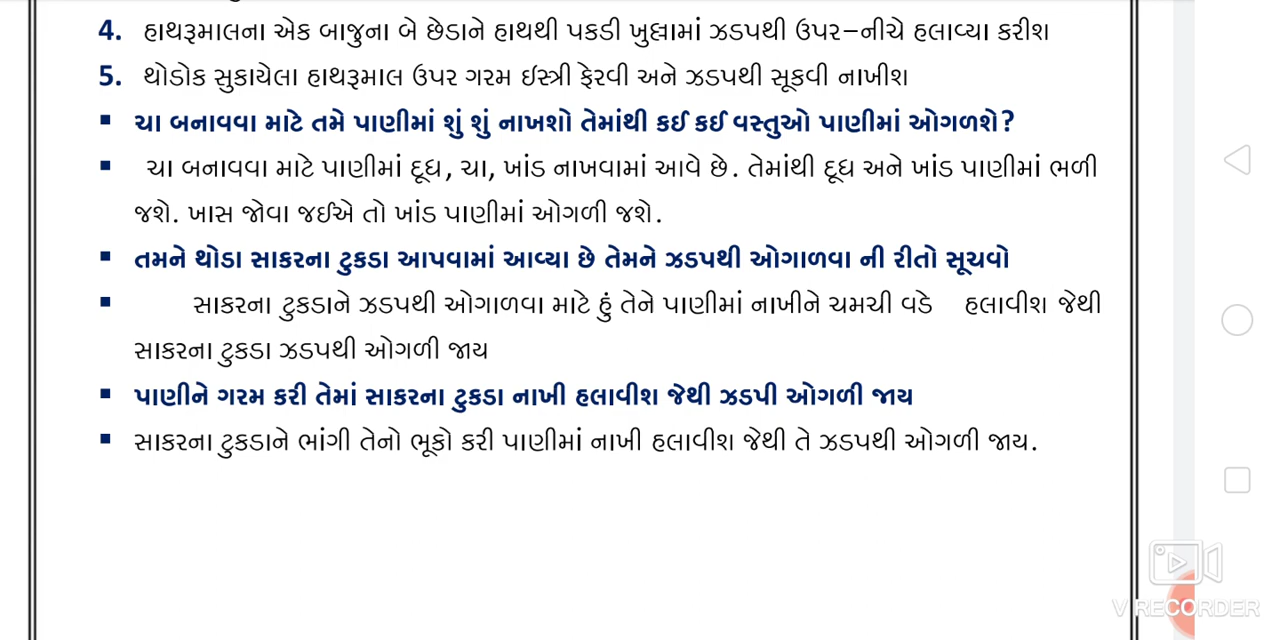 4. હાથરૂમાલના એક બાજુના બે છેડાને હાથથી પકડી ખુલ્લામાં ઝડપથી ઉપર-નીચે હલાવ્યા કરીશ
5. થોડોક સુકાયેલા હાથરૂમાલ ઉપર ગરમ ઈસ્ત્રી ફેરવી અને ઝડપથી સૂકવી નાખીશ
▪ ચા બનાવવા માટે તમે પાણીમાં શું શું નાખશો તેમાંથી કઈ કઈ વસ્તુઓ પાણીમાં ઓગળશે?
▪ ચા બનાવવા માટે પાણીમાં દૂધ, ચા, ખાંડ નાખવામાં આવે છે. તેમાંથી દૂધ અને ખાંડ પાણીમાં ભળી
જશે. ખાસ જોવા જઈએ તો ખાંડ પાણીમાં ઓગળી જશે.
▪ તમને થોડા સાકરના ટુકડા આપવામાં આવ્યા છે તેમને ઝડપથી ઓગાળવા ની રીતો સૂચવો
▪ સાકરના ટુકડાને ઝડપથી ઓગાળવા માટે હું તેને પાણીમાં નાખીને ચમચી વડે હલાવીશ જેથી
સાકરના ટુકડા ઝડપથી ઓગળી જાય
▪ પાણીને ગરમ કરી તેમાં સાકરના ટુકડા નાખી હલાવીશ જેથી ઝડપી ઓગળી જાય
▪ સાકરના ટુકડાને ભાંગી તેનો ભૂકો કરી પાણીમાં નાખી હલાવીશ જેથી તે ઝડપથી ઓગળી જાય.
V RECORDER